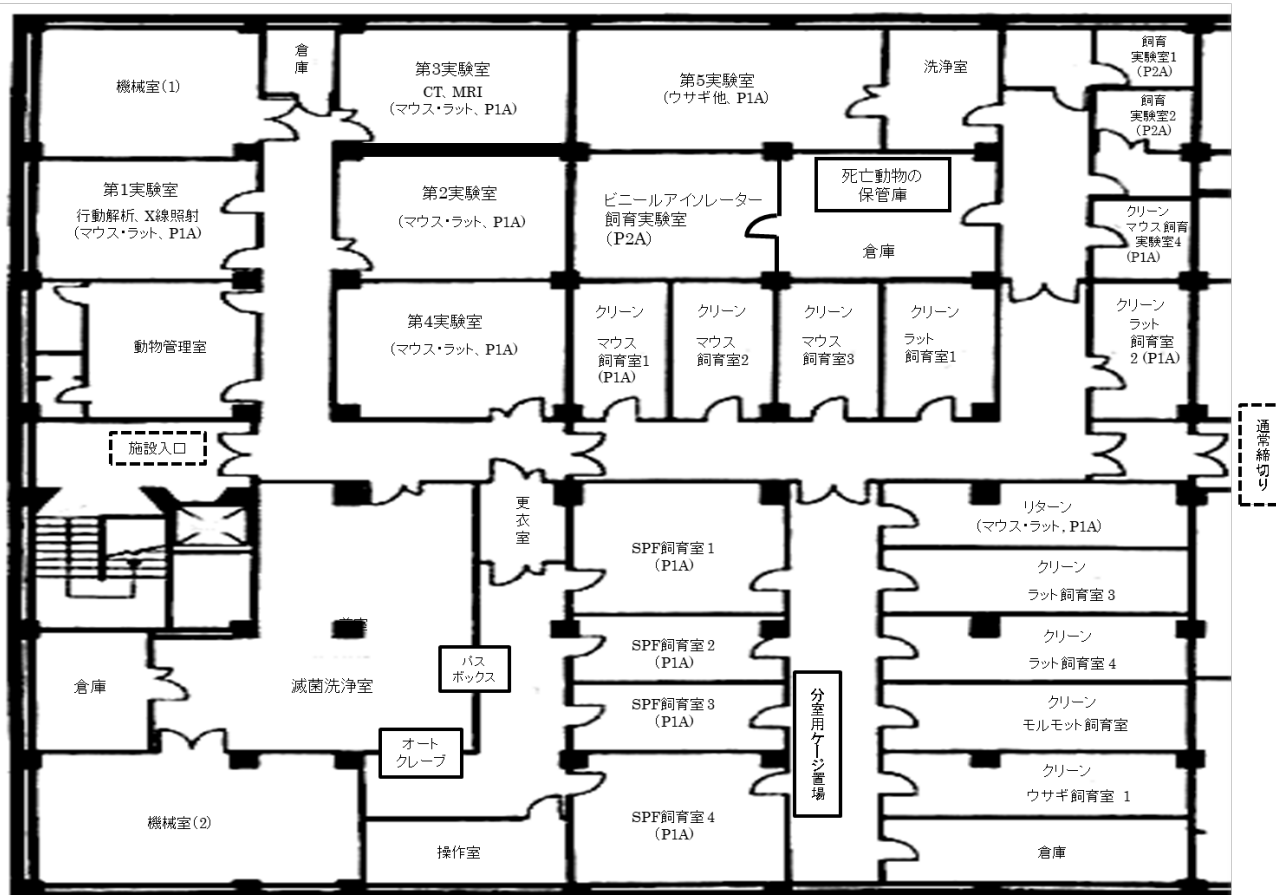 機械室(1)
倉
庫
第3実験室
CT、MRI
(マウス・ラット、P1A)
第5実験室
(ウサギ他、P1A)
洗浄室
飼育
実験室1
(P2A)
飼育
実験室2
(P2A)
第1実験室
行動解析、X線照射
(マウス・ラット、P1A)
第2実験室
(マウス・ラット、P1A)
ビニールアイソレーター
飼育実験室
(P2A)
死亡動物の
保管庫
倉庫
クリーン
マウス飼育
実験室4
(P1A)
動物管理室
第4実験室
(マウス・ラット、P1A)
クリーン
マウス
飼育室1
(P1A)
クリーン
マウス
飼育室2
クリーン
マウス
飼育室3
クリーン
ラット
飼育室1
クリーン
ラット
飼育室
2 (P1A)
施設入口
通常締切り
更衣室
SPF飼育室 1
(P1A)
リターン
(マウス・ラット, P1A)
クリーン
ラット飼育室 3
SPF飼育室 2
(P1A)
クリーン
ラット飼育室 4
倉庫
滅菌洗浄室
パス
ボックス
SPF飼育室 3
(P1A)
分室用ケージ置場
クリーン
モルモット飼育室
オート
クレーブ
クリーン
ウサギ飼育室 1
機械室(2)
操作室
SPF飼育室 4
(P1A)
倉庫